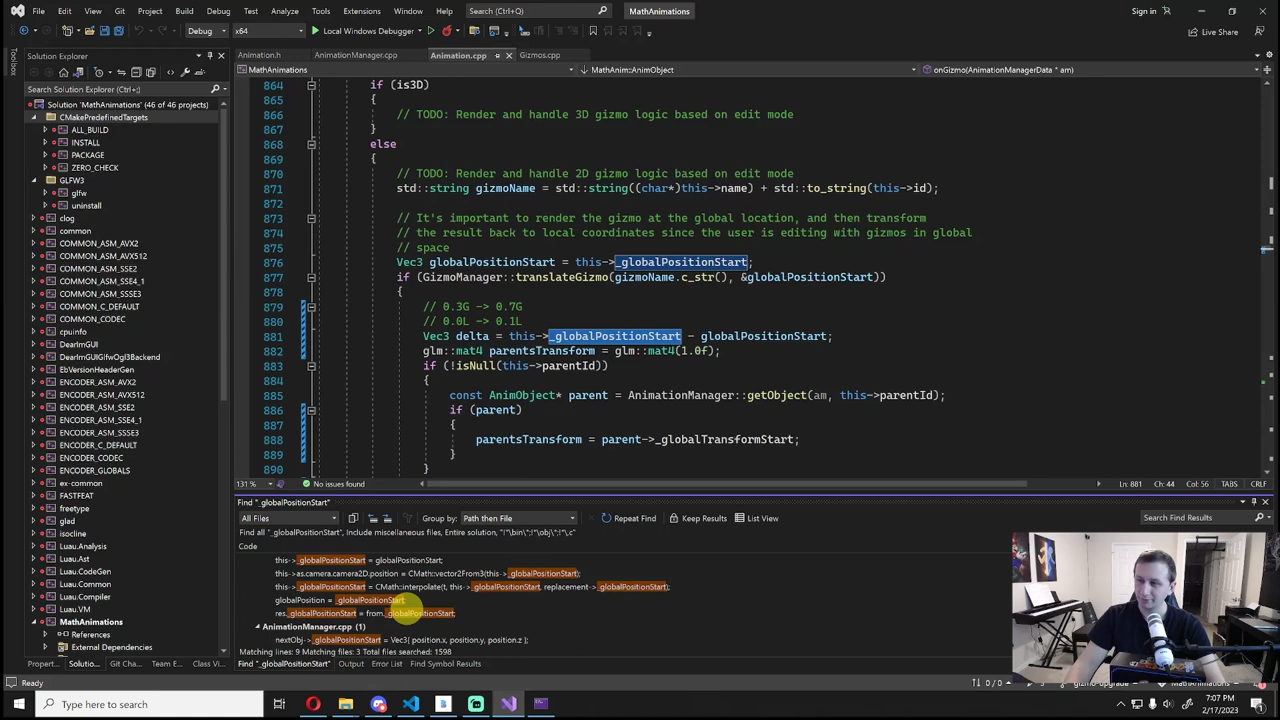 File Edit View Git Project Build Debug Test Analyze Tools Extensions Window Help Search (Ctrl+Q) MathAnimations Sign in
Debug x64 Local Windows Debugger Live Share
Toolbox
Solution Explorer
Search Solution Explorer (Ctrl+;)
Solution 'MathAnimations' (46 of 46 projects)
CMakePredefinedTargets
ALL_BUILD
INSTALL
PACKAGE
ZERO_CHECK
GLFW3
glfw
uninstall
clog
common
COMMON_ASM_AVX2
COMMON_ASM_SSE2
COMMON_ASM_SSE4_1
COMMON_ASM_SSSE3
COMMON_C_DEFAULT
COMMON_CODEC
cpuinfo
DearImGUI
DearImGuiGlfwOgl3Backend
EbVersionHeaderGen
ENCODER_ASM_AVX2
ENCODER_ASM_AVX512
ENCODER_ASM_SSE2
ENCODER_ASM_SSE4_1
ENCODER_ASM_SSSE3
ENCODER_C_DEFAULT
ENCODER_CODEC
ENCODER_GLOBALS
ex-common
FASTFEAT
freetype
glad
isocline
Luau.Analysis
Luau.Ast
Luau.CodeGen
Luau.Common
Luau.Compiler
Luau.VM
MathAnimations
References
External Dependencies
Propert... Solutio... Git Cha... Team E... Class Vi...
Animation.h AnimationManager.cpp Animation.cpp Gizmos.cpp
MathAnimations MathAnim::AnimObject onGizmo(AnimationManagerData * am)
864 if (is3D)
865 {
866 // TODO: Render and handle 3D gizmo logic based on edit mode
867 }
868 else
869 {
870 // TODO: Render and handle 2D gizmo logic based on edit mode
871 std::string gizmoName = std::string((char*)this->name) + std::to_string(this->id);
872
873 // It's important to render the gizmo at the global location, and then transform
874 // the result back to local coordinates since the user is editing with gizmos in global
875 // space
876 Vec3 globalPositionStart = this->_globalPositionStart;
877 if (GizmoManager::translateGizmo(gizmoName.c_str(), &globalPositionStart))
878 {
879 // 0.3G -> 0.7G
880 // 0.0L -> 0.1L
881 Vec3 delta = this->_globalPositionStart - globalPositionStart;
882 glm::mat4 parentsTransform = glm::mat4(1.0f);
883 if (!isNull(this->parentId))
884 {
885 const AnimObject* parent = AnimationManager::getObject(am, this->parentId);
886 if (parent)
887 {
888 parentsTransform = parent->_globalTransformStart;
889 }
890 }
131 % No issues found Ln: 881 Ch: 44 Col: 56 TABS CRLF
Find "_globalPositionStart"
All Files Group by: Path then File Repeat Find Keep Results List View Search Find Results
Find all "_globalPositionStart", Include miscellaneous files, Entire solution, "!*\bin\*;!*\obj\*;!*\.c
Code
this->_globalPositionStart = globalPositionStart;
this->as.camera.camera2D.position = CMath::vector2From3(this->_globalPositionStart);
this->_globalPositionStart = CMath::interpolate(t, this->_globalPositionStart, replacement->_globalPositionStart);
globalPosition = _globalPositionStart;
res._globalPositionStart = from._globalPositionStart;
AnimationManager.cpp (1)
nextObj->_globalPositionStart = Vec3{ position.x, position.y, position.z };
Matching lines: 9 Matching files: 3 Total files searched: 1598
Find "_globalPositionStart" Output Error List Find Symbol Results
Ready 0 / 0 gizmo-upgrade
Type here to search
7:07 PM
2/17/2023